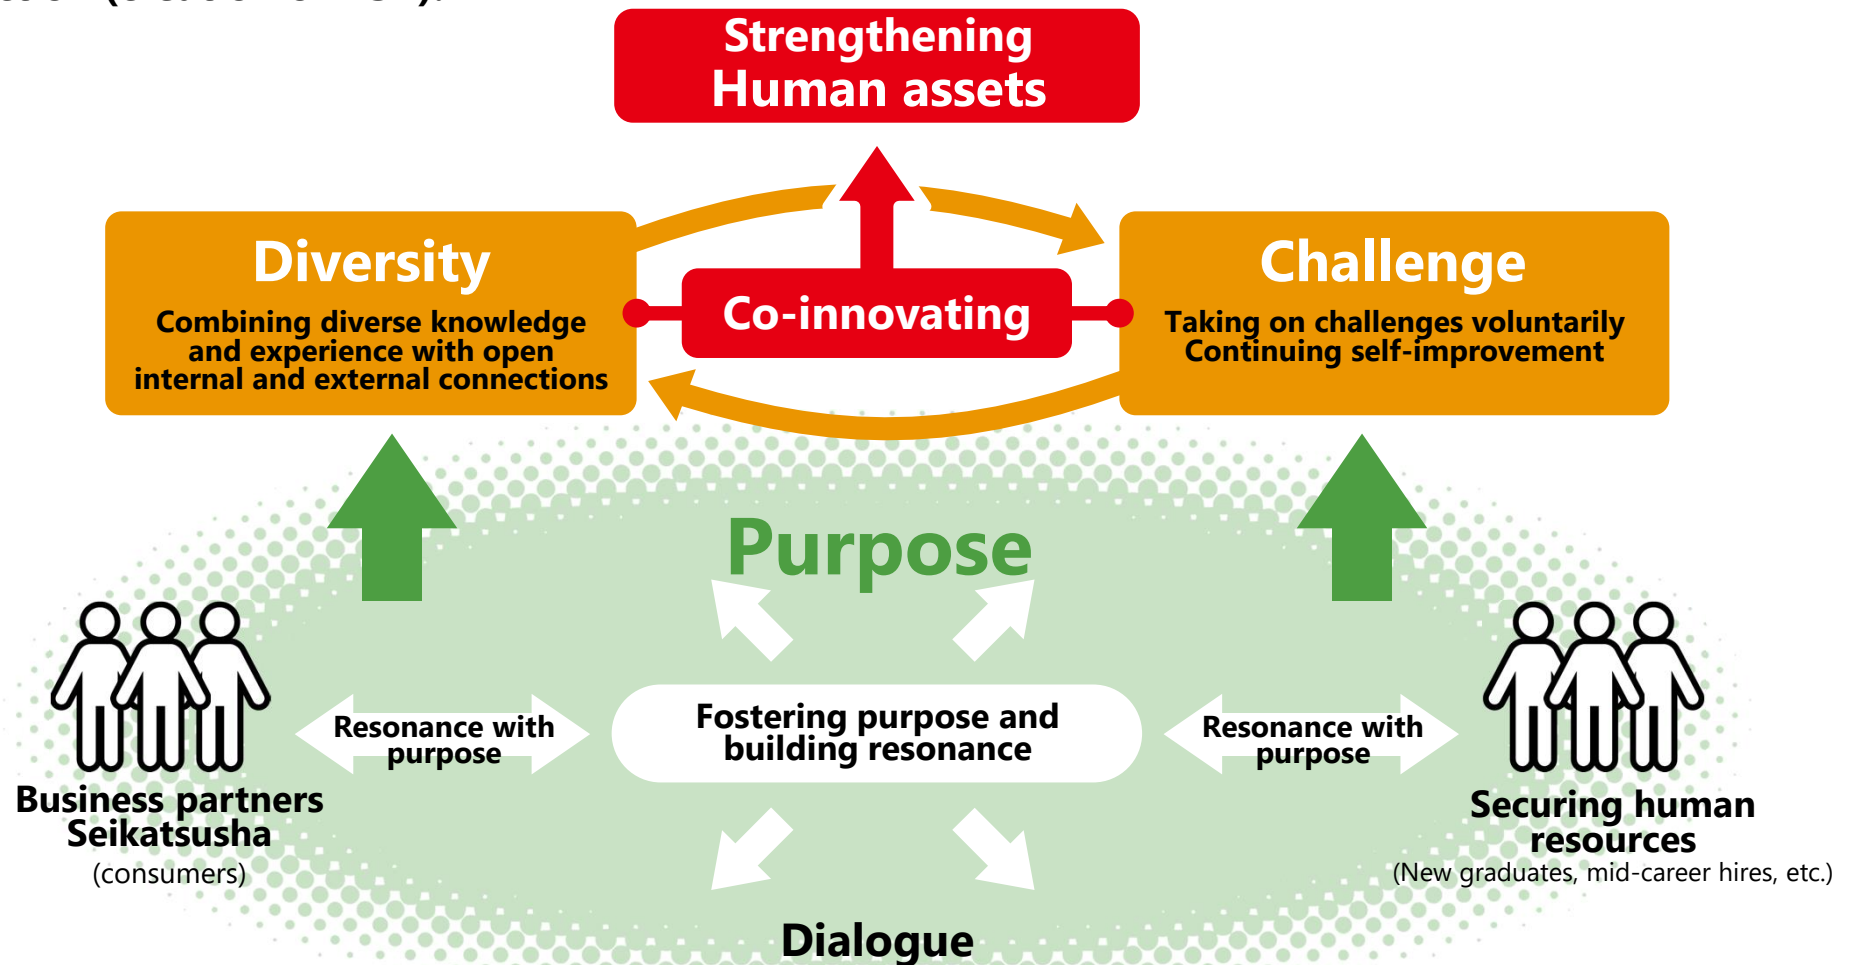 Strengthening
Human assets
Diversity
Combining diverse knowledge
and experience with open
internal and external connections
Co-innovating
Challenge
Taking on challenges voluntarily
Continuing self-improvement
Purpose
Resonance with
purpose
Fostering purpose and
building resonance
Resonance with
purpose
Business partners
Seikatsusha
(consumers)
Securing human
resources
(New graduates, mid-career hires, etc.)
Dialogue